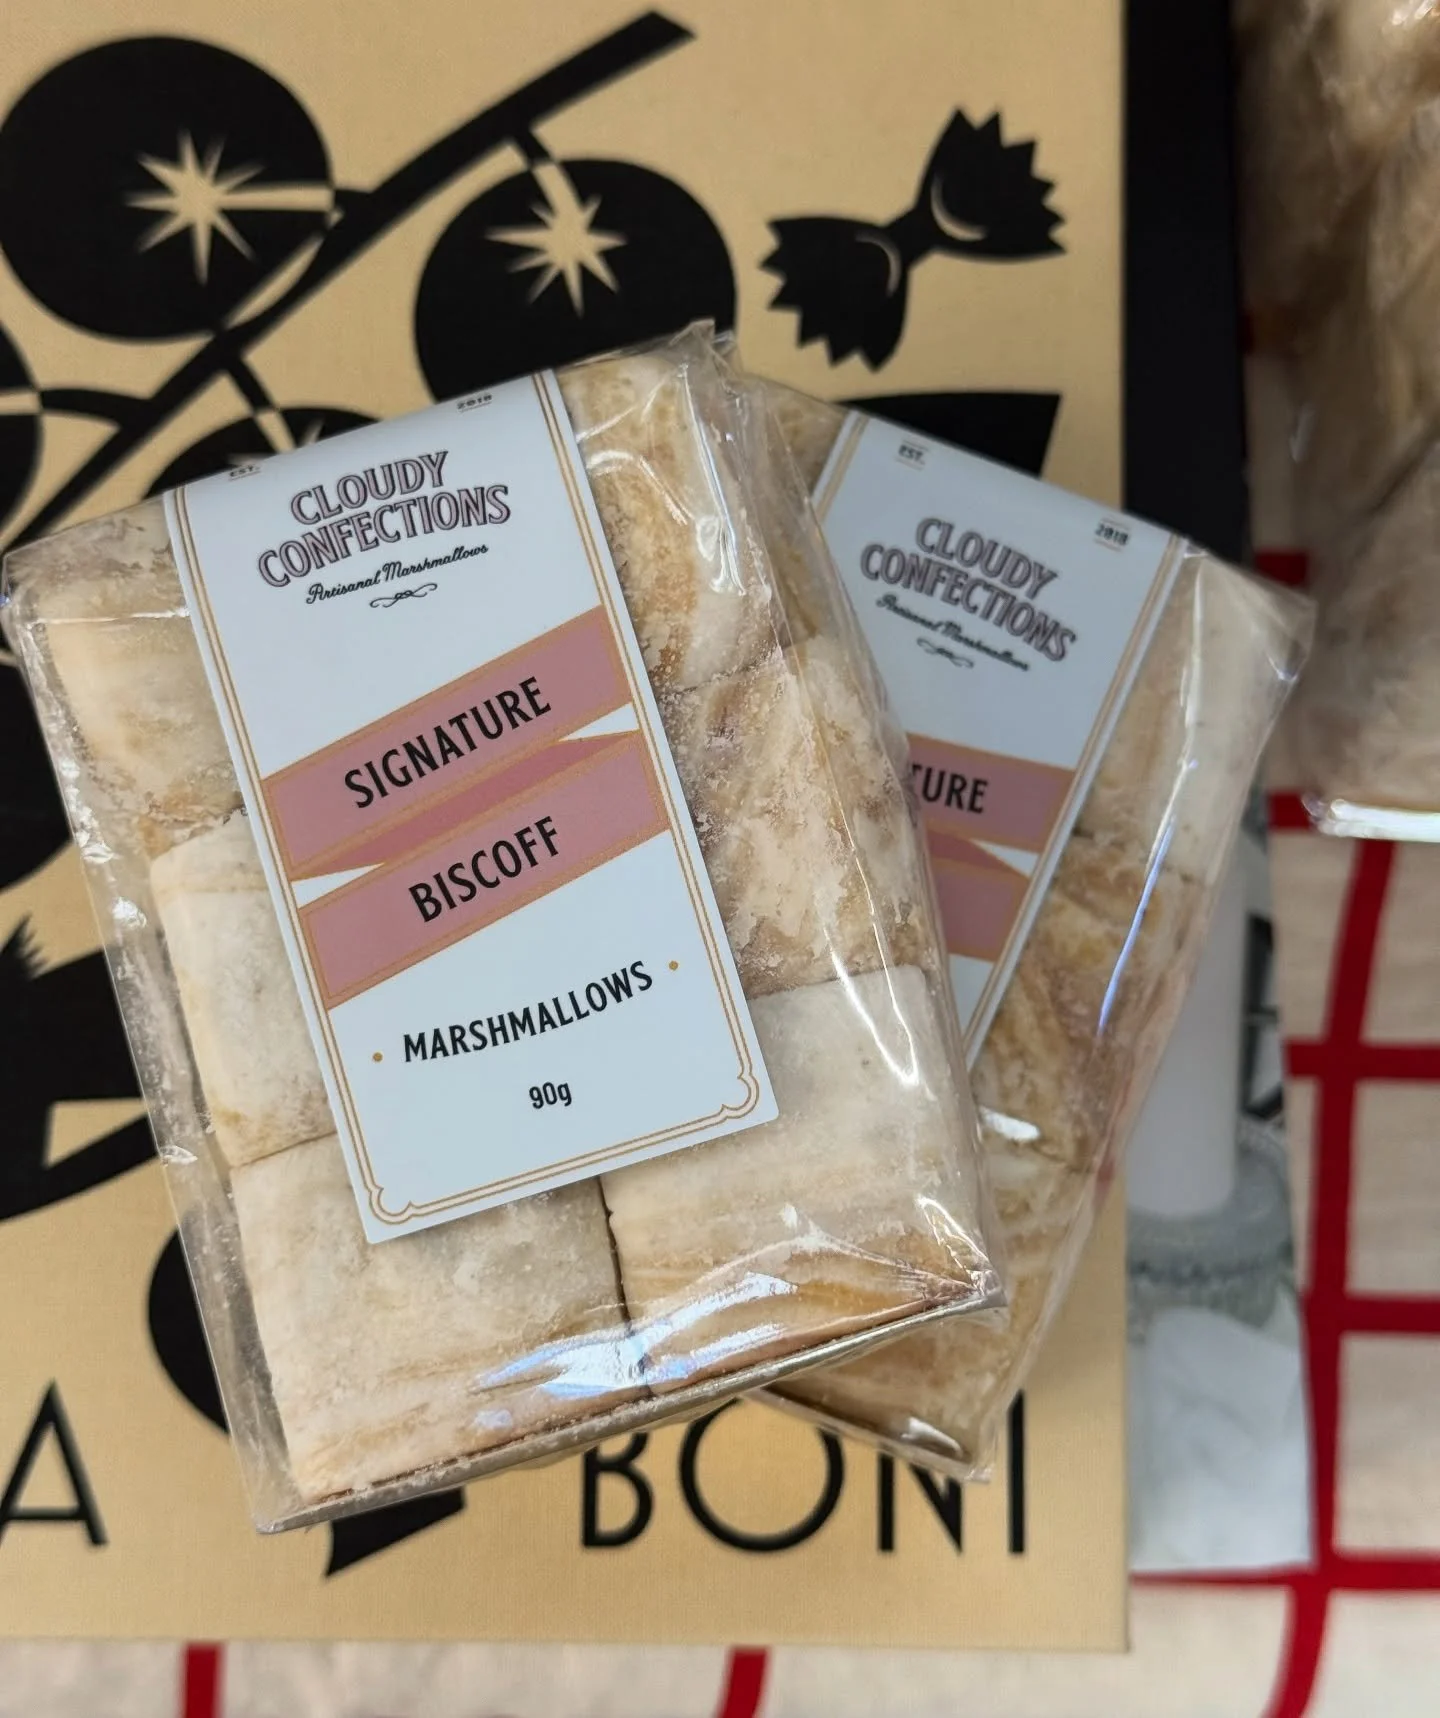 EST. 2018
CLOUDY
CONFECTIONS
Artisanal Marshmallows
SIGNATURE
BISCOFF
MARSHMALLOWS
90g
EST. 2018
CLOUDY
CONFECTIONS
Artisanal Marshmallows
TURE
A BONI